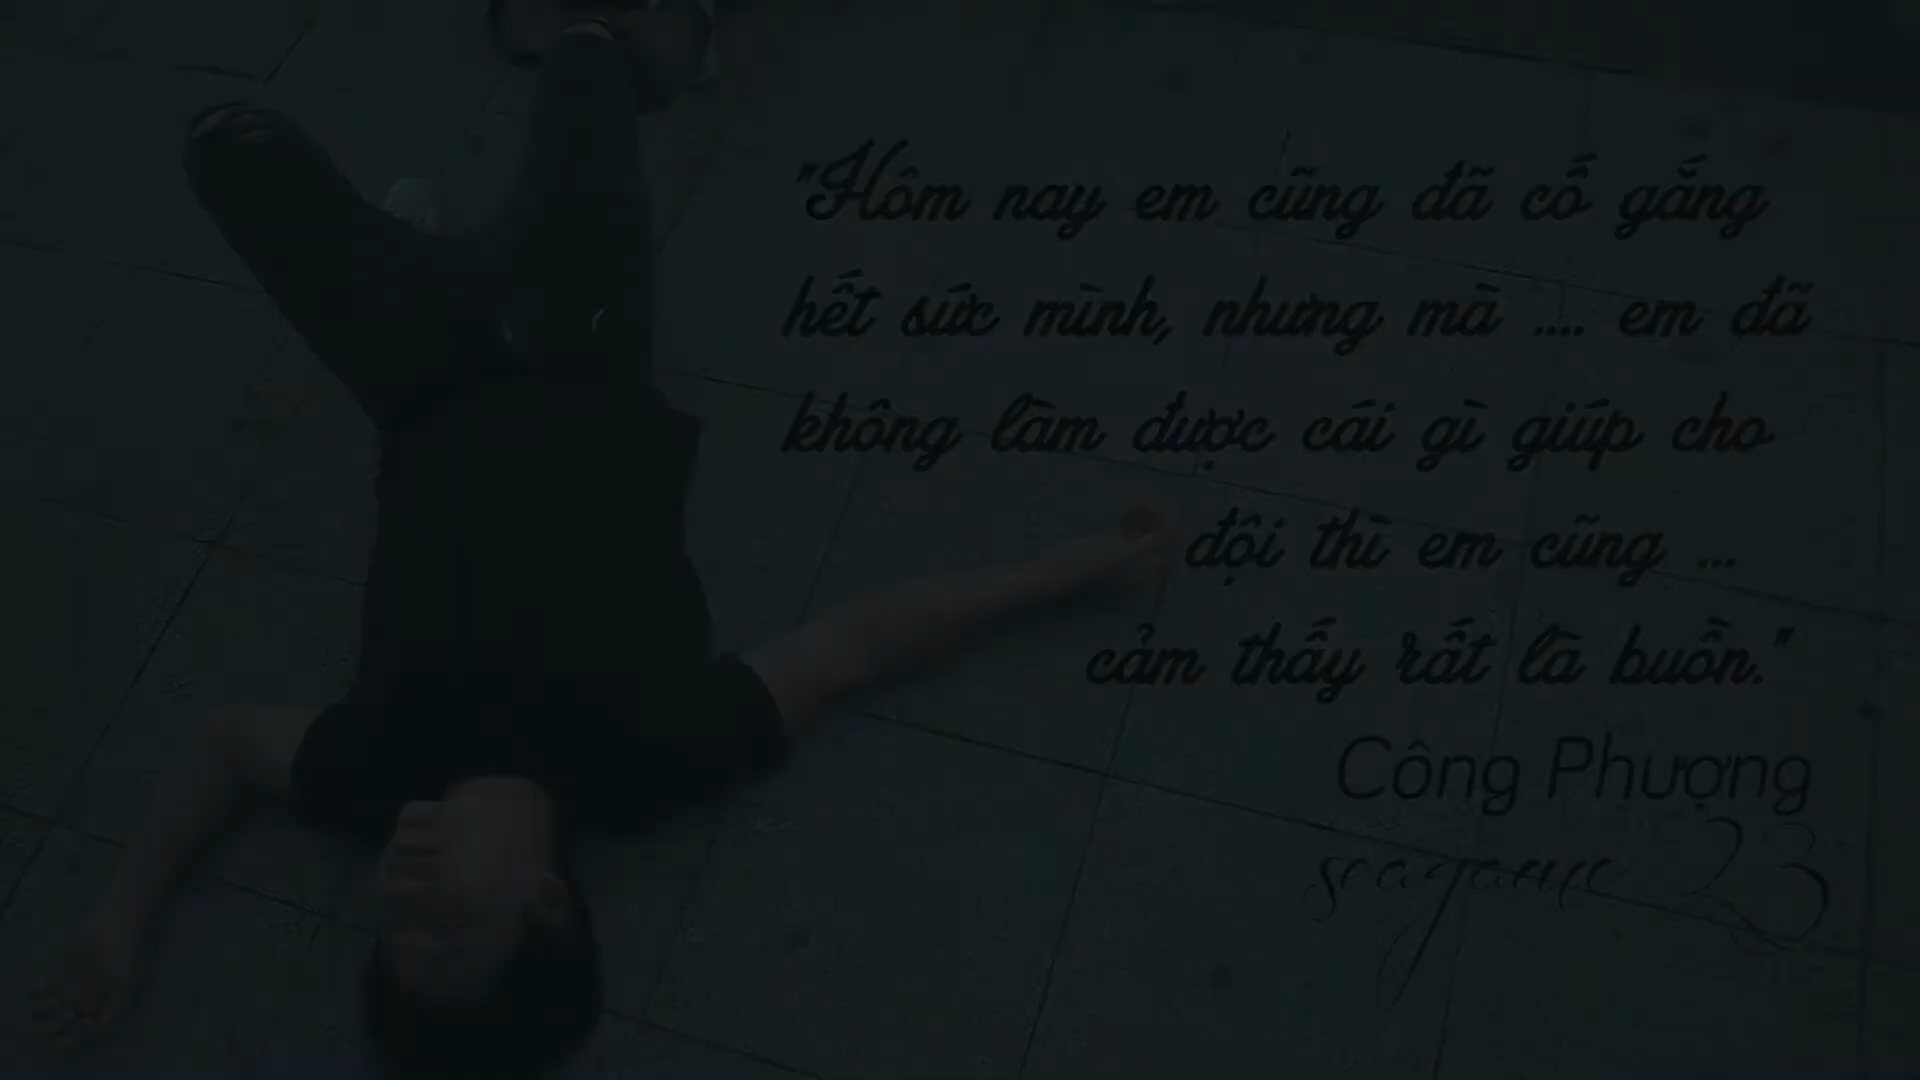 "Hôm nay em cũng đã cố gắng
hết sức mình, nhưng mà .... em đã
không làm được cái gì giúp cho
đội thì em cũng ...
cảm thấy rất là buồn."
Công Phượng
23